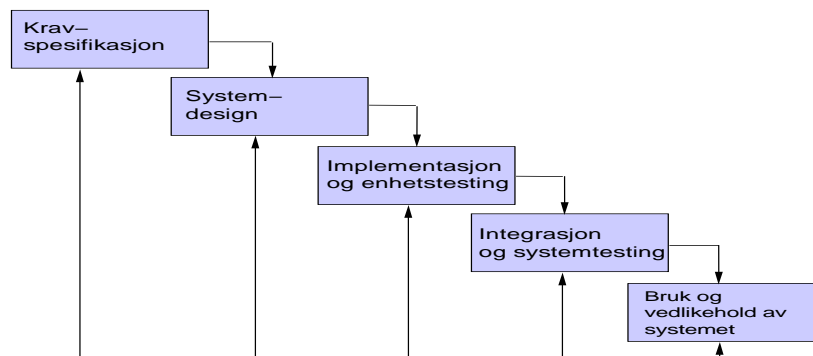 Krav–
spesifikasjon
System–
design
Implementasjon
og enhetstesting
Integrasjon
og systemtesting
Bruk og
vedlikehold av
systemet